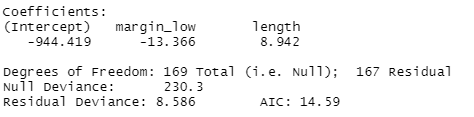 Coefficients:
(Intercept)   margin_low       length
   -944.419      -13.366        8.942

Degrees of Freedom: 169 Total (i.e. Null);  167 Residual
Null Deviance:      230.3
Residual Deviance: 8.586        AIC: 14.59